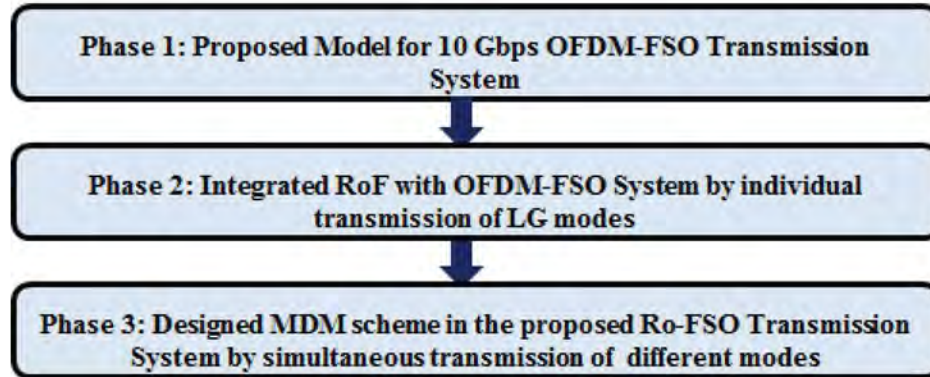 Phase 1: Proposed Model for 10 Gbps OFDM-FSO Transmission
System
Phase 2: Integrated RoF with OFDM-FSO System by individual
transmission of LG modes
Phase 3: Designed MDM scheme in the proposed Ro-FSO Transmission
System by simultaneous transmission of different modes